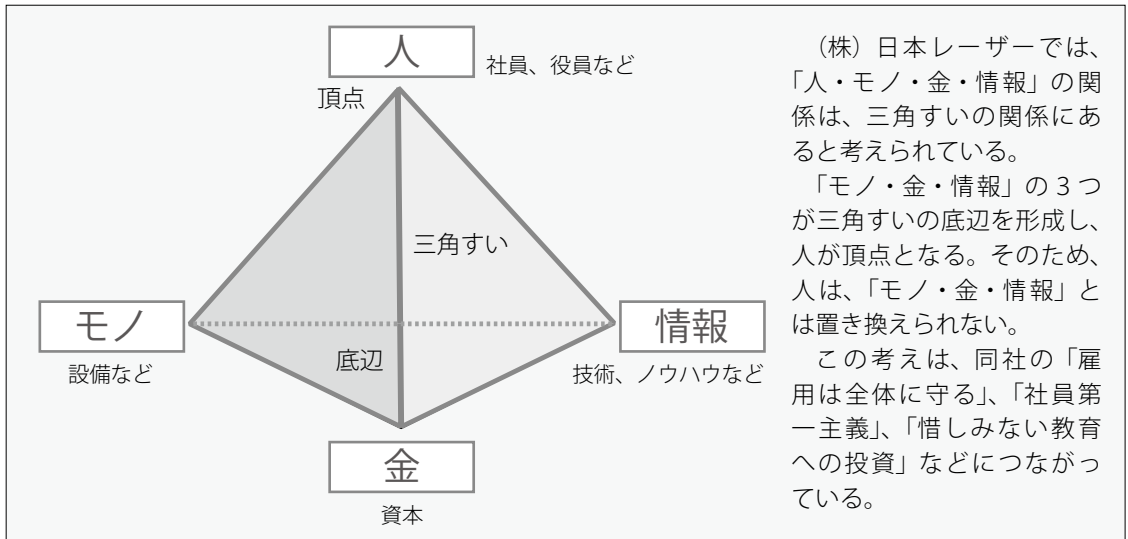 人
社員、役員など
頂点
三角すい
モノ
設備など
底辺
情報
技術、ノウハウなど
金
資本
（株）日本レーザーでは、
「人・モノ・金・情報」の関
係は、三角すいの関係にあ
ると考えられている。
「モノ・金・情報」の３つ
が三角すいの底辺を形成し、
人が頂点となる。そのため、
人は、「モノ・金・情報」と
は置き換えられない。
この考えは、同社の「雇
用は全体に守る」、「社員第
一主義」、「惜しみない教育
への投資」などにつながっ
ている。